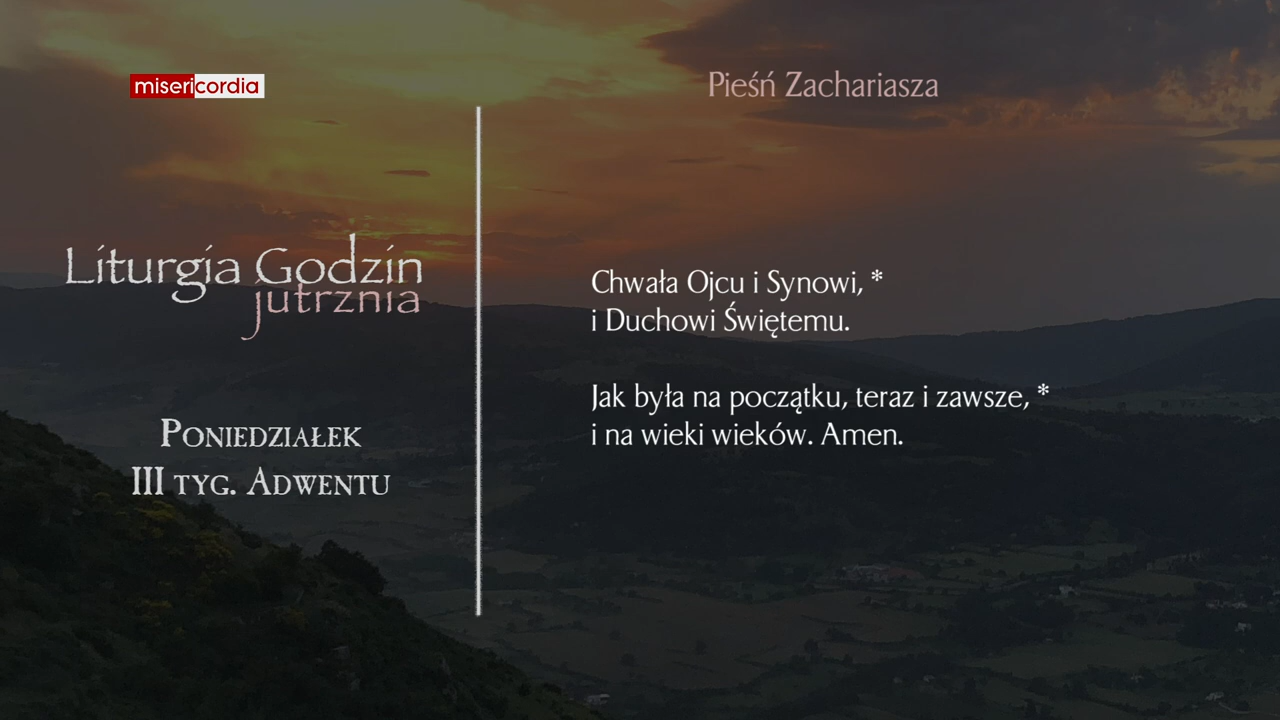 misericordia
Liturgia Godzin
jutrznia
Poniedziałek
III tyg. Adwentu
Pieśń Zachariasza
Chwała Ojcu i Synowi, *
i Duchowi Świętemu.
Jak była na początku, teraz i zawsze, *
i na wieki wieków. Amen.